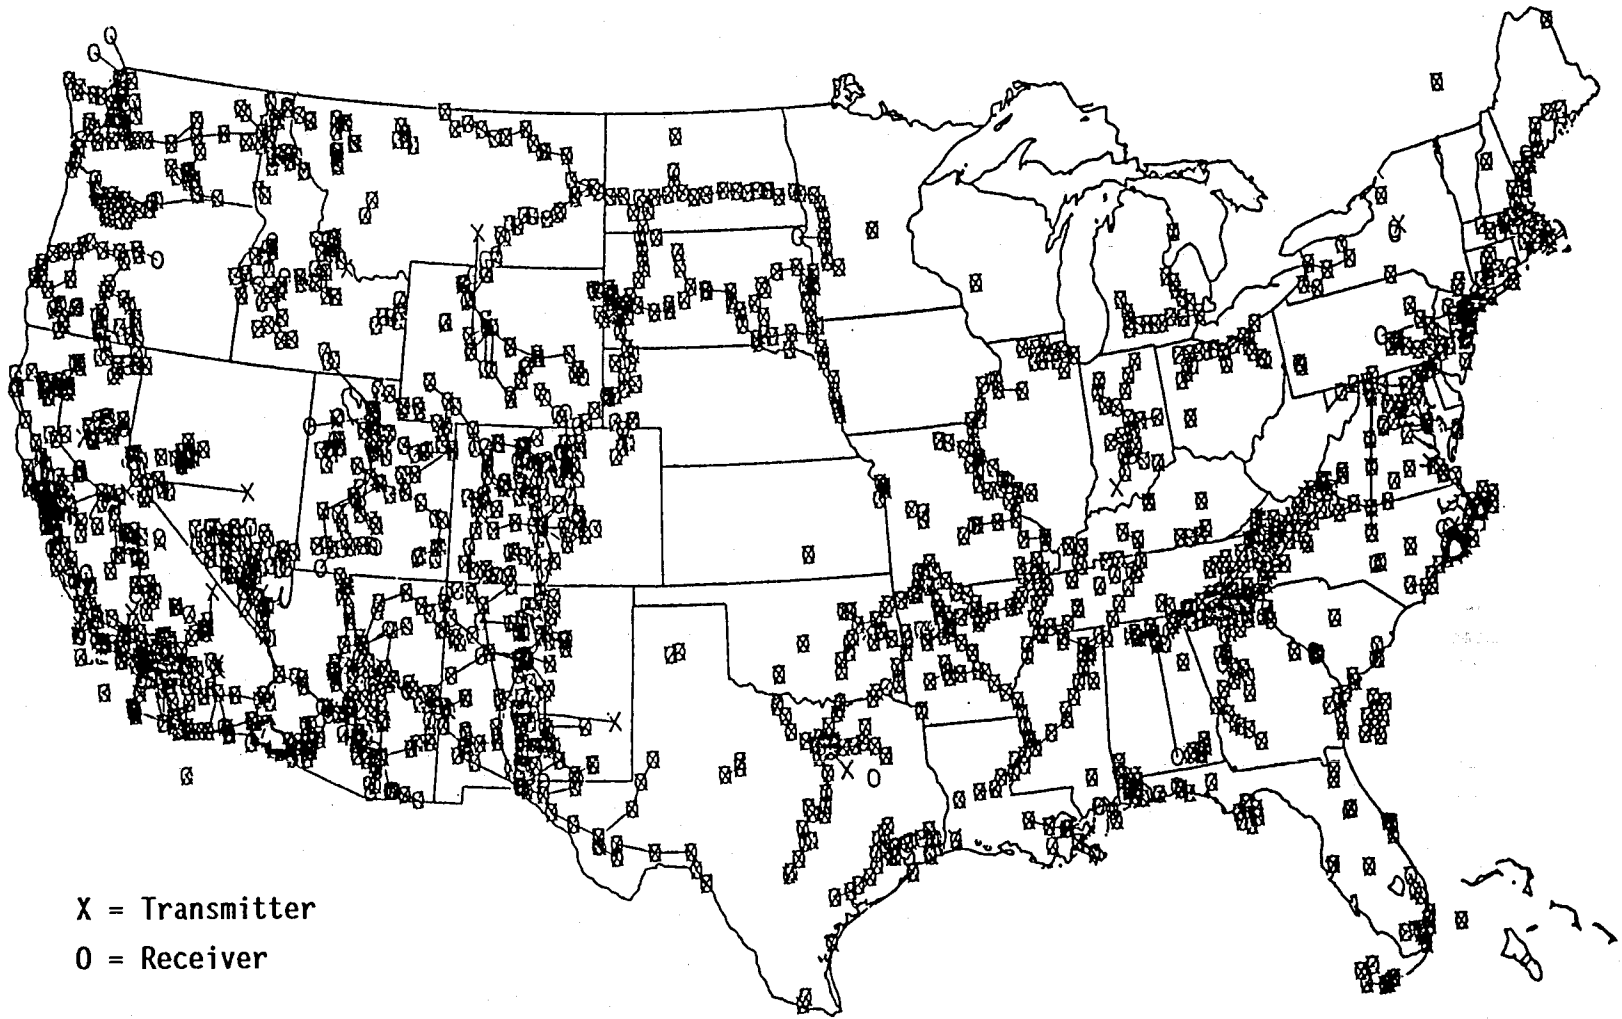 X = Transmitter
O = Receiver